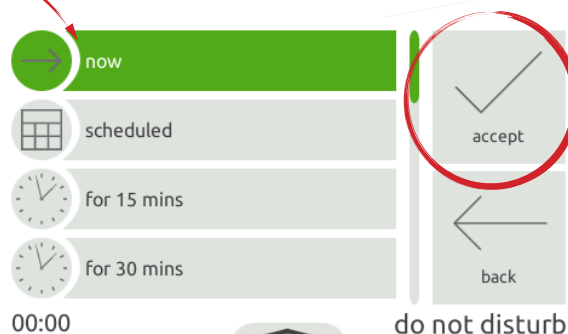 now
scheduled
for 15 mins
for 30 mins
accept
back
00:00
do not disturb